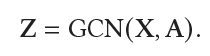 Z = GCN(X, A).